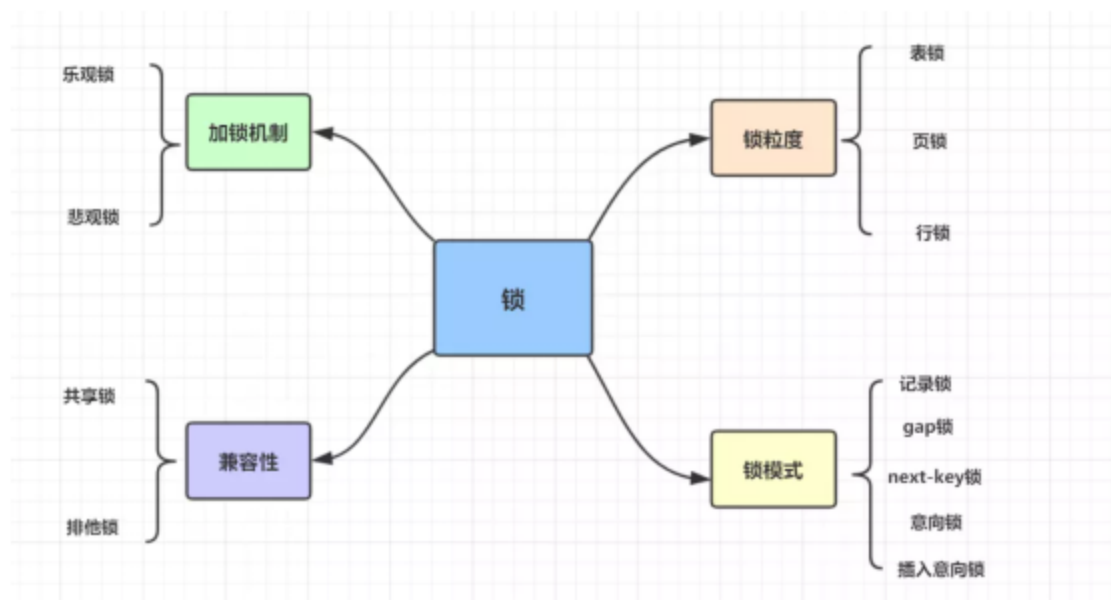 乐观锁
加锁机制
悲观锁
表锁
锁粒度
页锁
行锁
锁
共享锁
兼容性
排他锁
记录锁
gap锁
锁模式
next-key锁
意向锁
插入意向锁